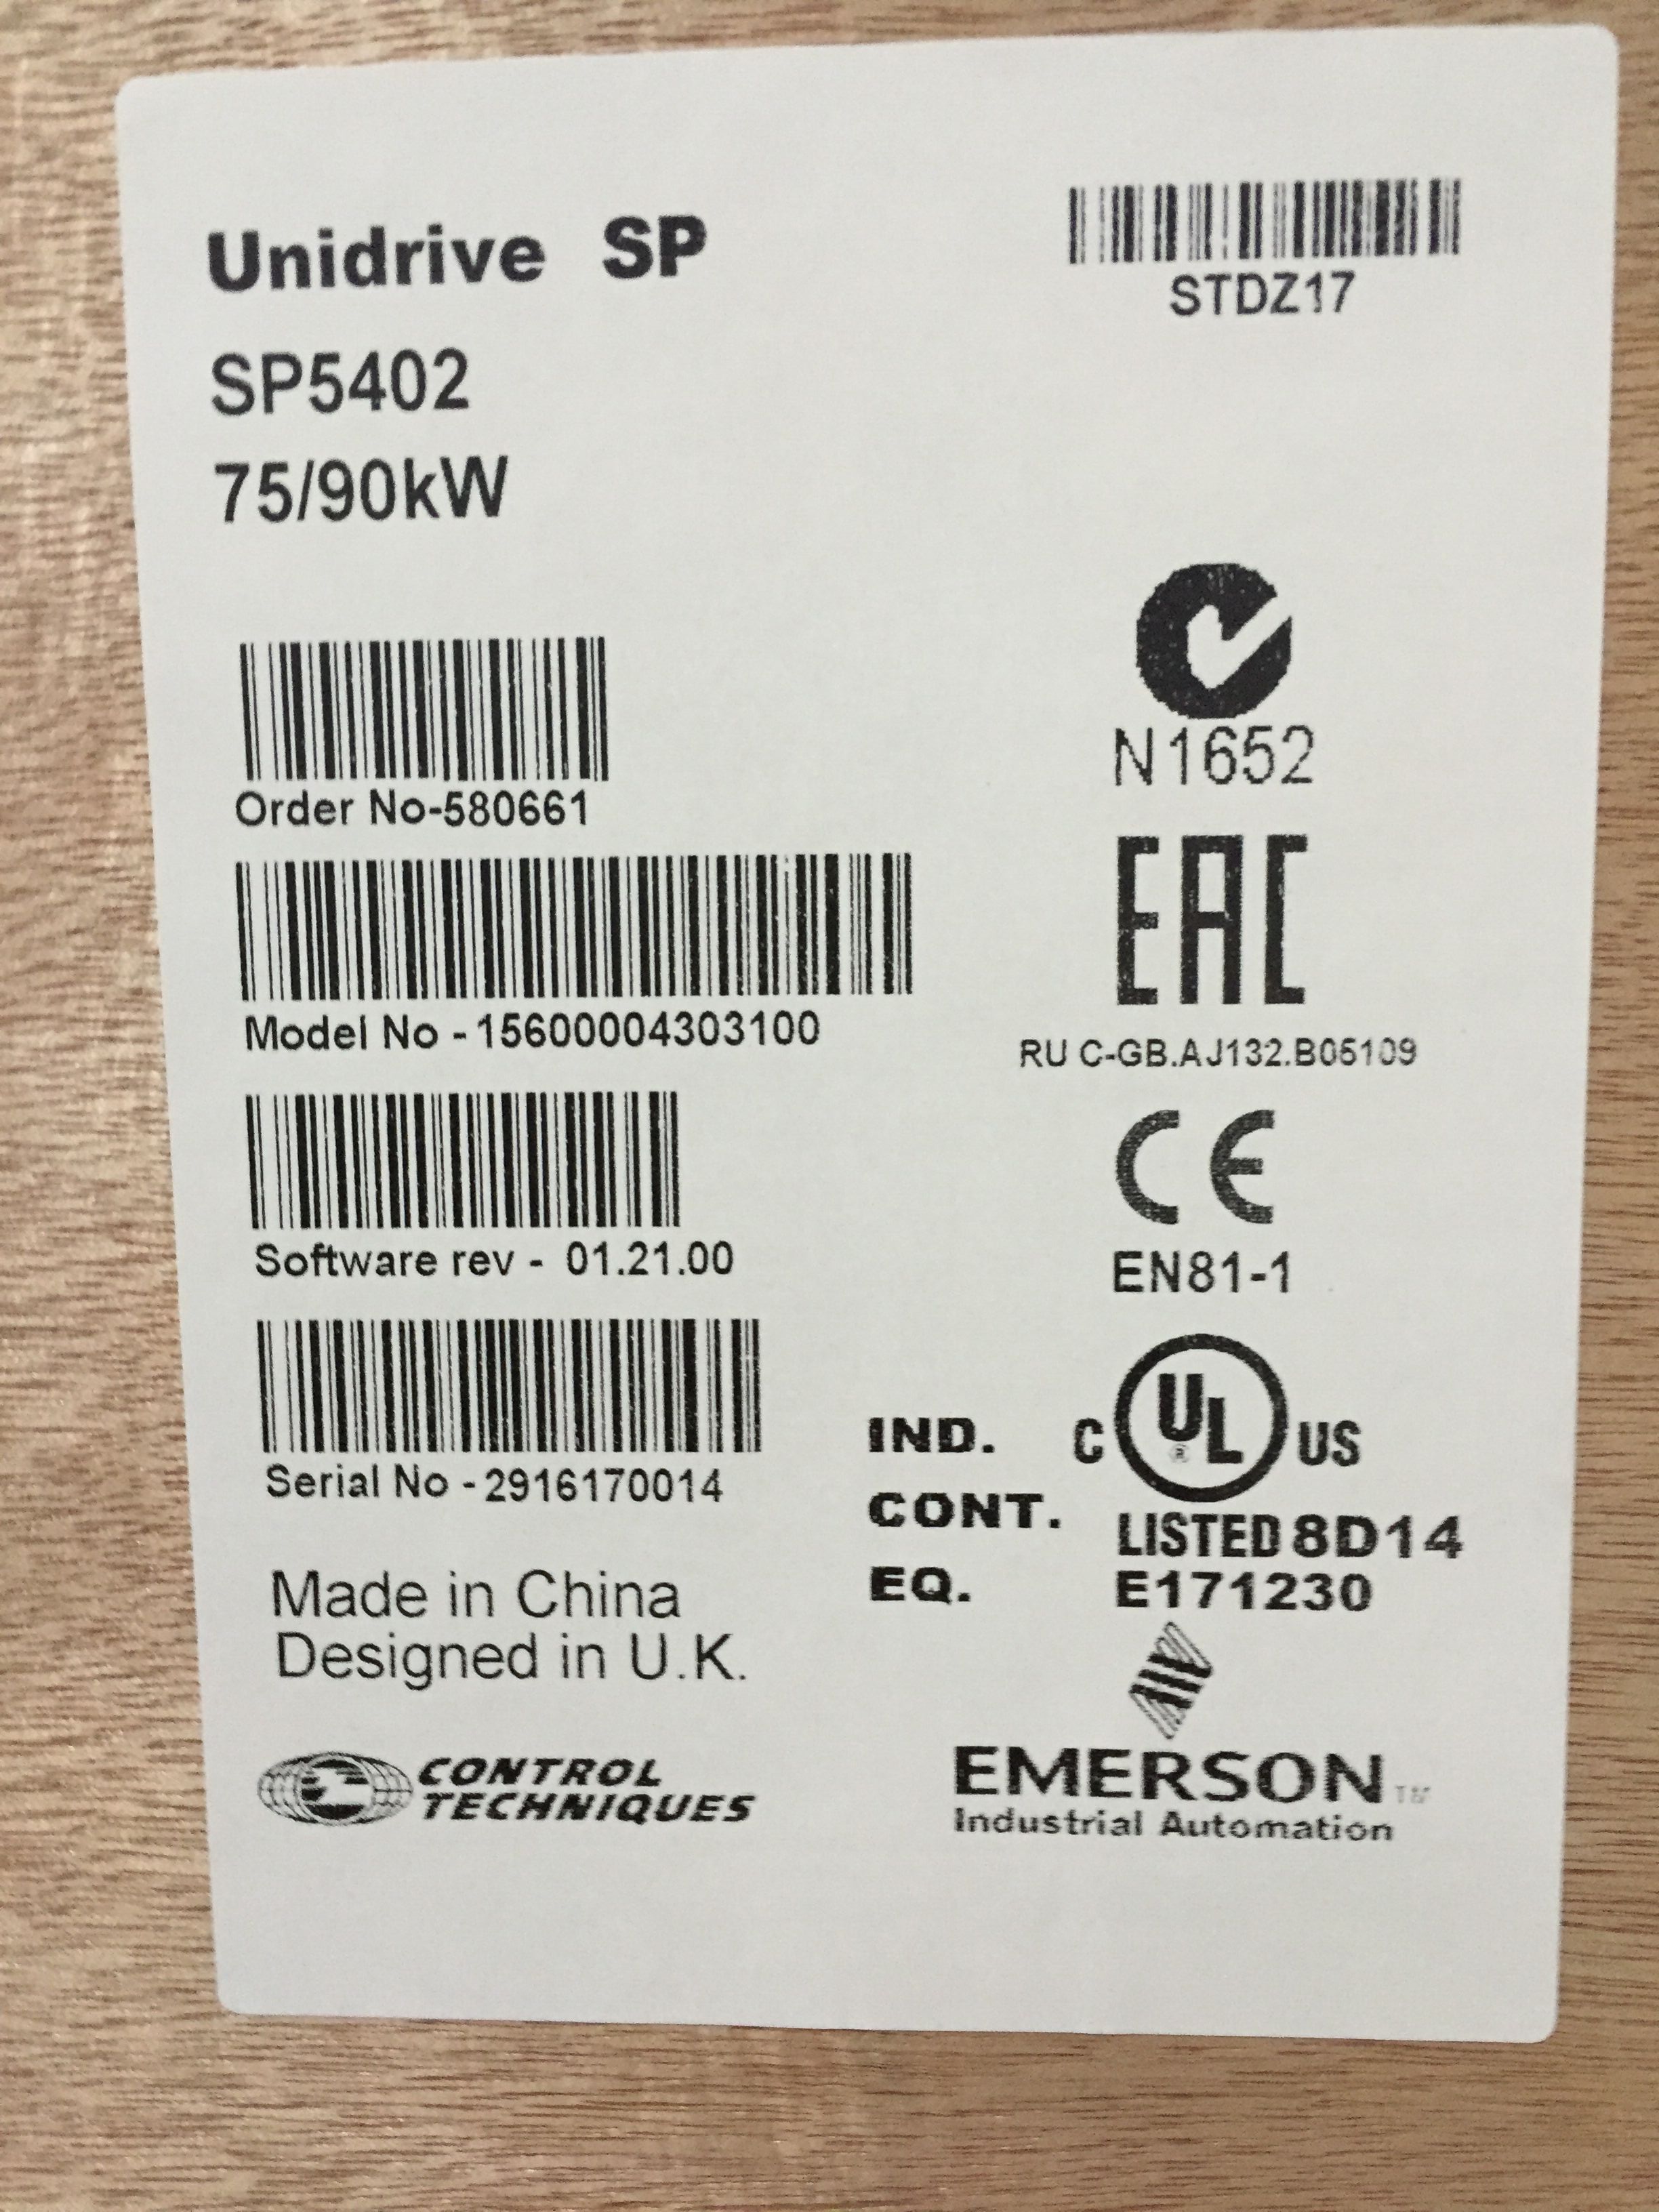 Unidrive SP
STDZ17
SP5402
75/90kW
N1652
Order No-580661
EAC
Model No - 15600004303100
RU C-GB.AJ132.B05109
CE
Software rev - 01.21.00
EN81-1
Serial No - 2916170014
IND.
CONT.
EQ.
C UL ® US
LISTED 8D14
E171230
Made in China
Designed in U.K.
CONTROL
TECHNIQUES
EMERSON TM
Industrial Automation